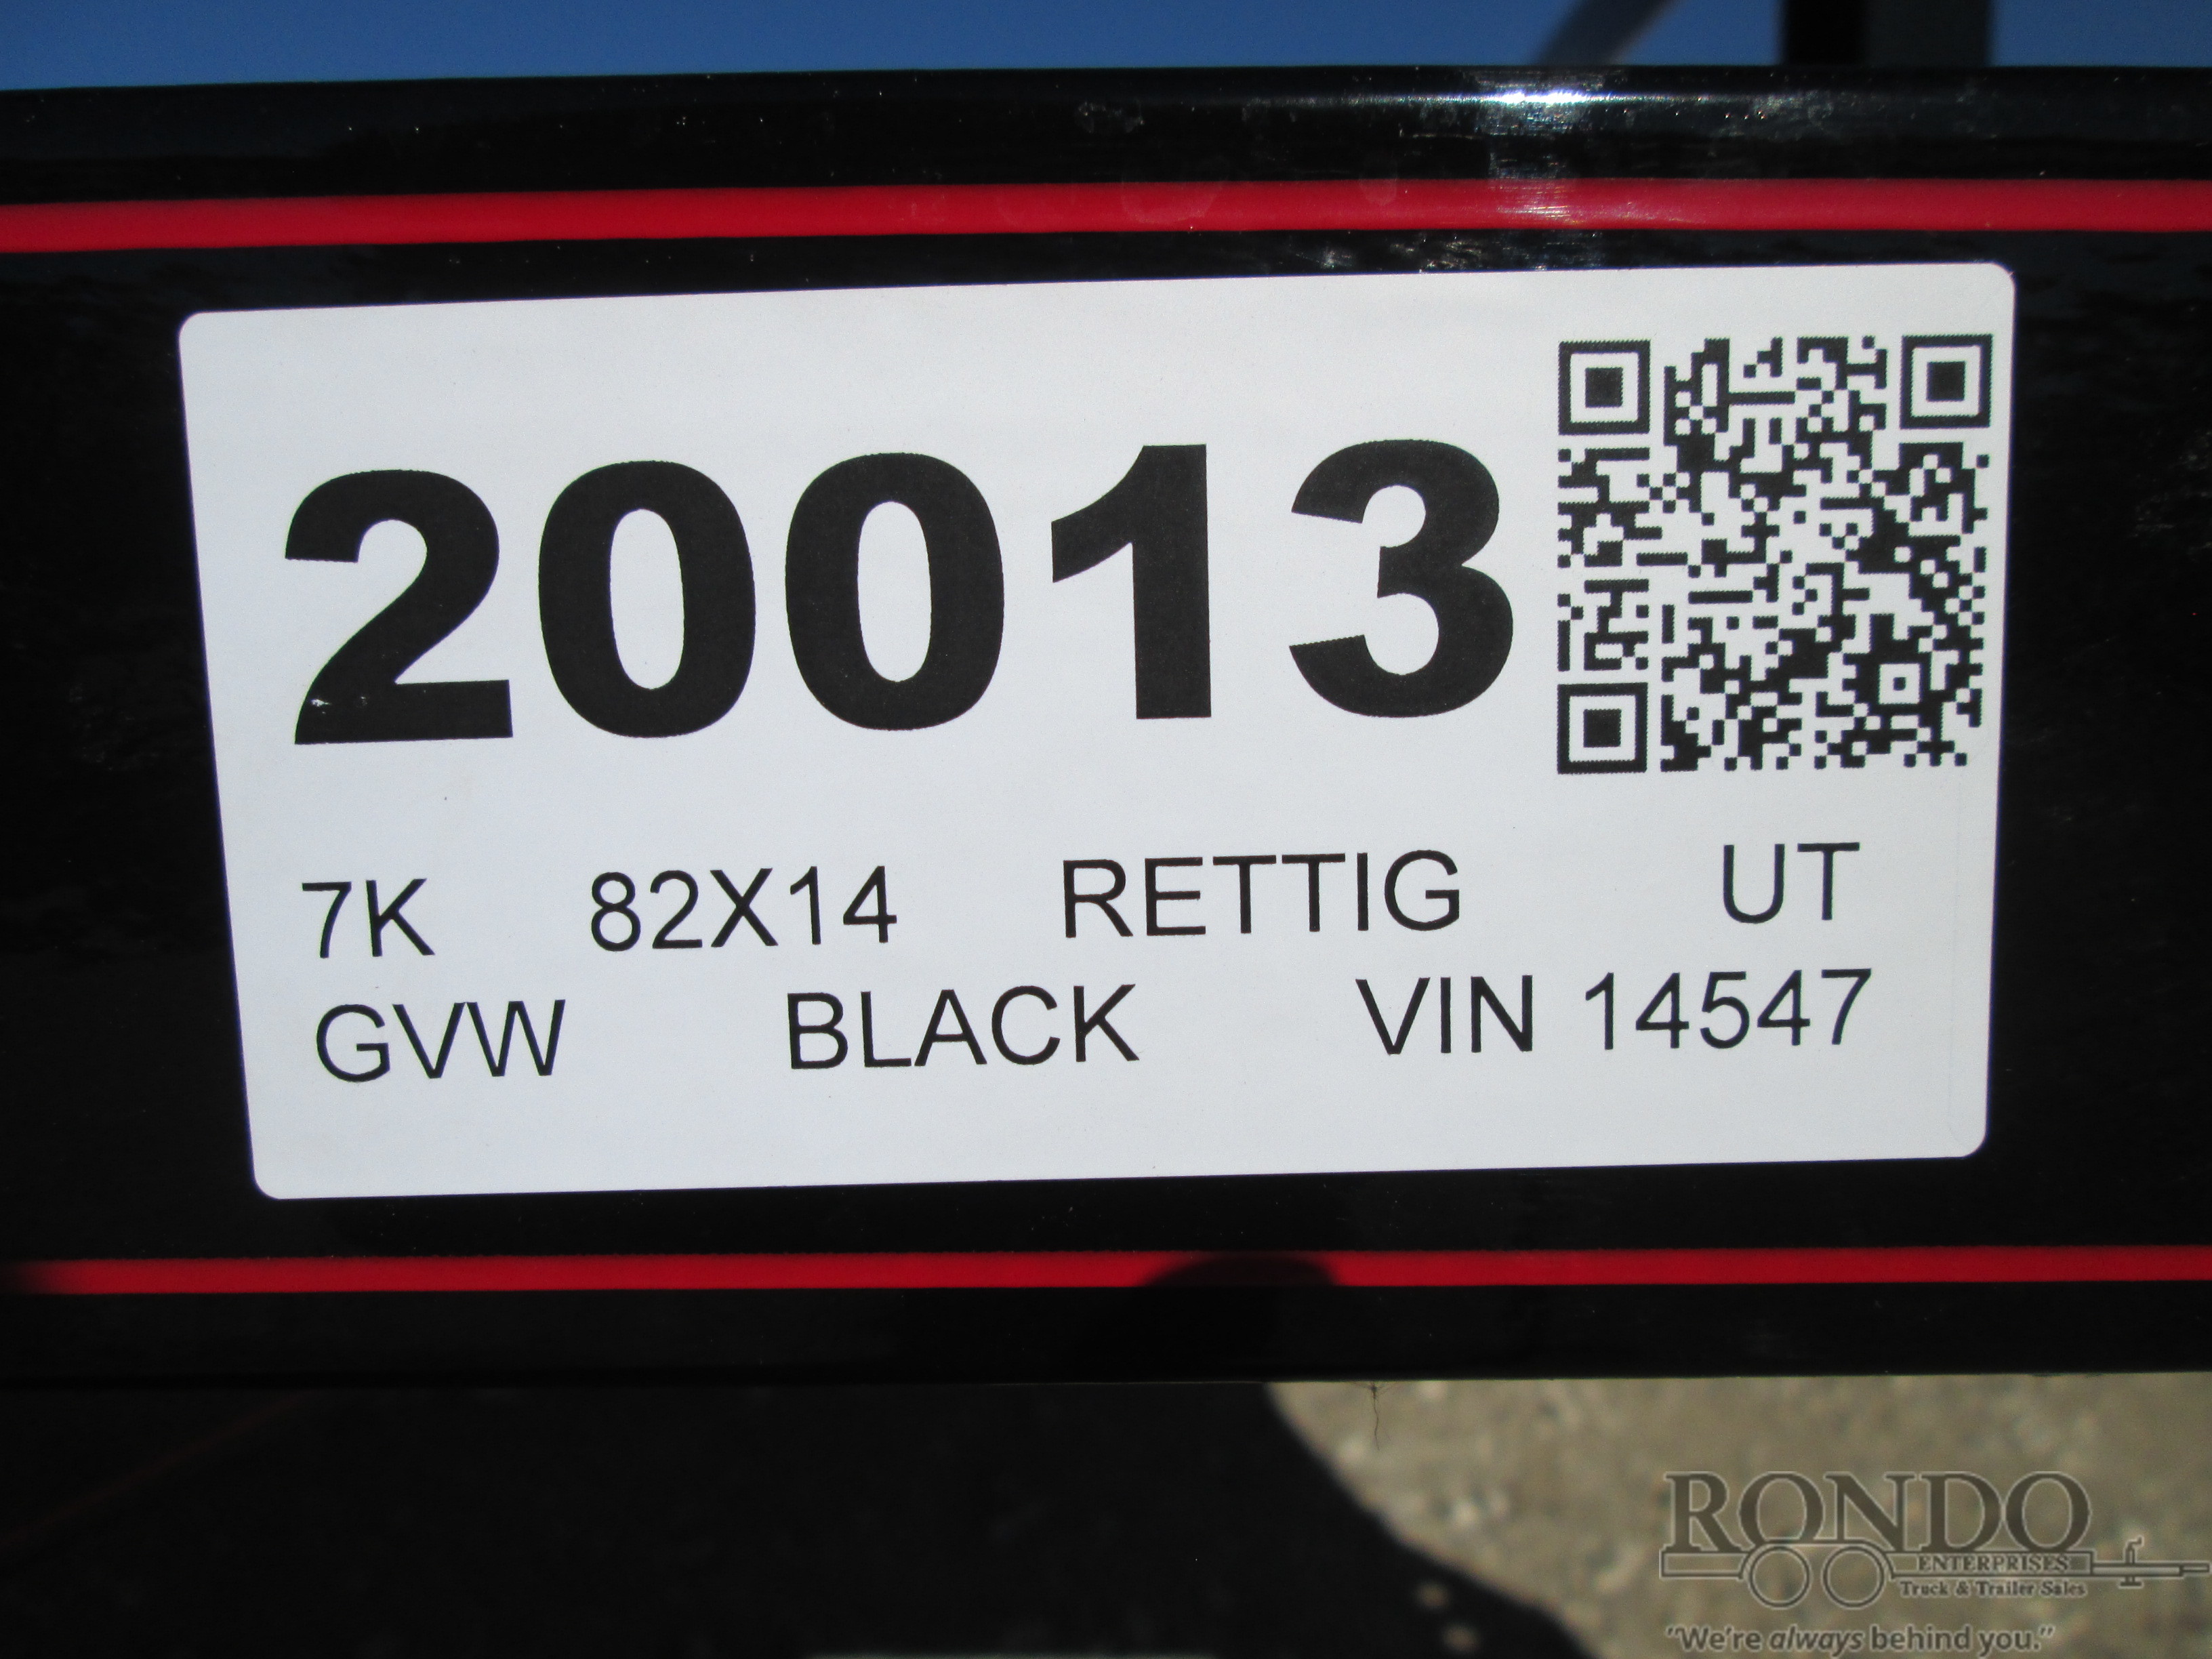 20013
7K 82X14 RETTIG UT
GVW BLACK VIN 14547
RONDO
ENTERPRISES
Truck & Trailer Sales
"We're always behind you."